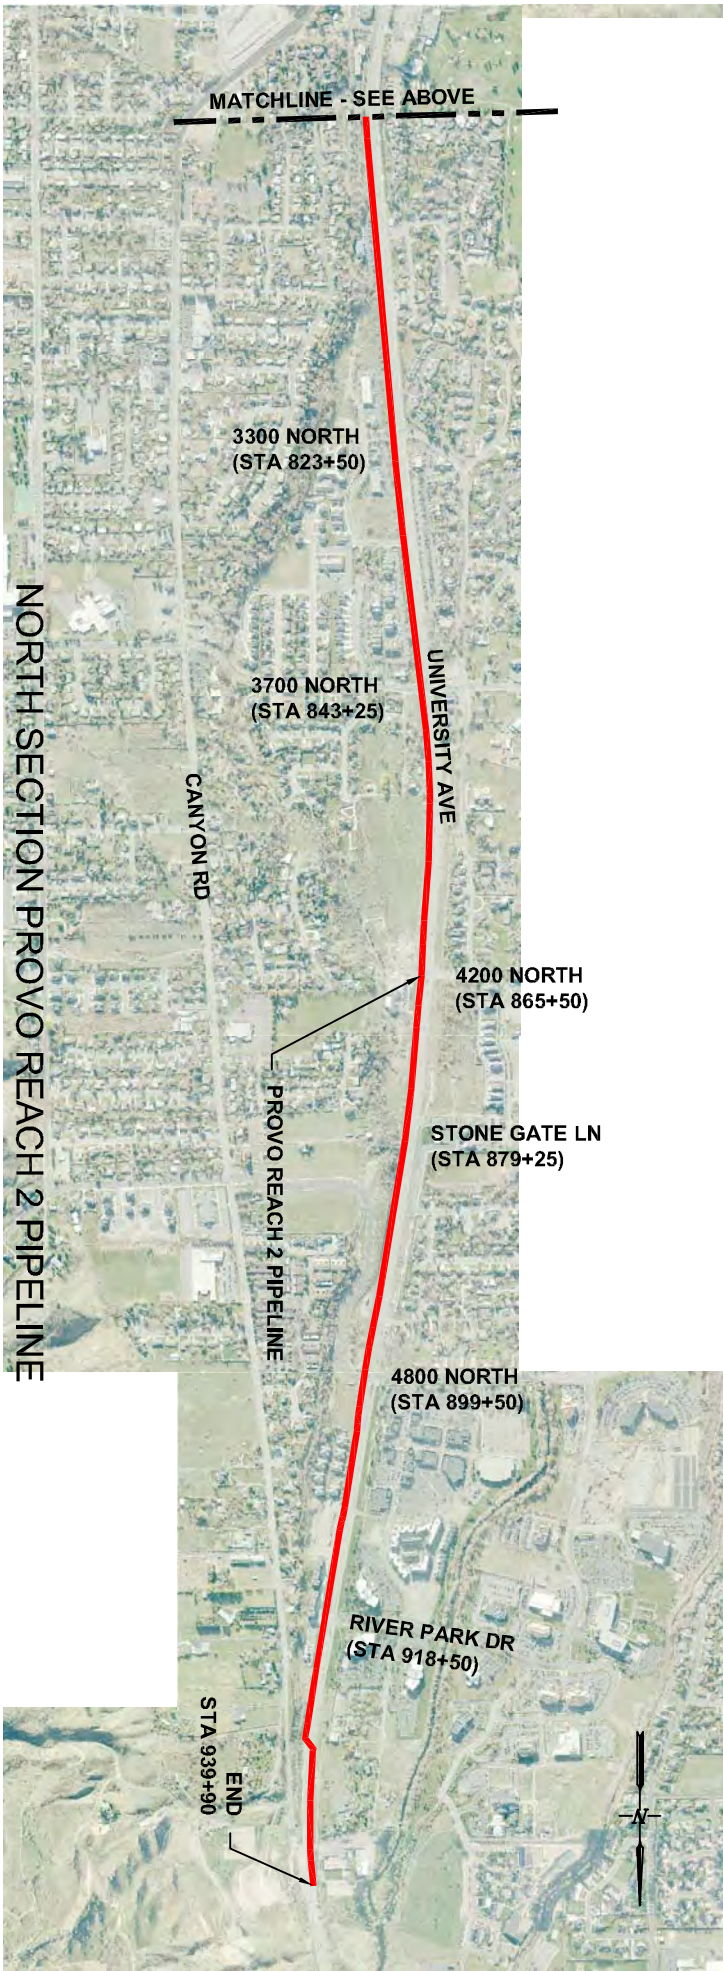 MATCHLINE - SEE ABOVE
3300 NORTH
(STA 823+50)
3700 NORTH
(STA 843+25)
UNIVERSITY AVE
CANYON RD
4200 NORTH
(STA 865+50)
STONE GATE LN
(STA 879+25)
PROVO REACH 2 PIPELINE
NORTH SECTION PROVO REACH 2 PIPELINE
4800 NORTH
(STA 899+50)
RIVER PARK DR
(STA 918+50)
END
STA 939+90
N